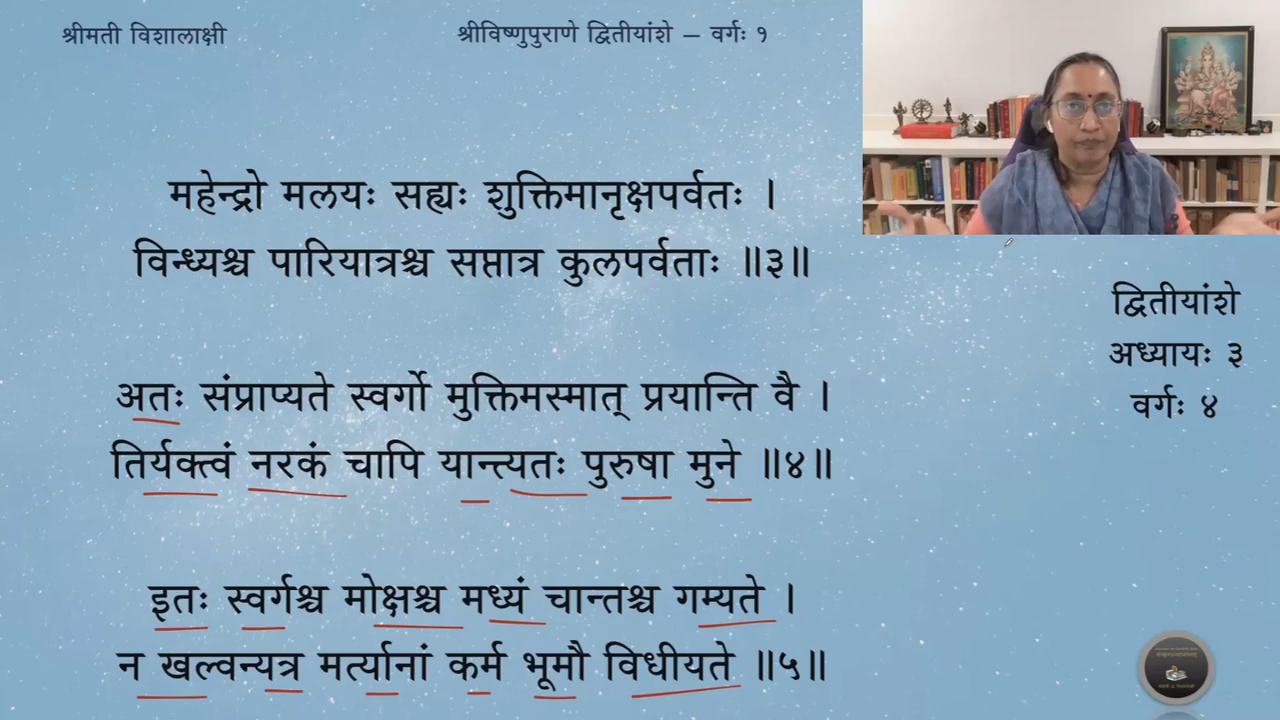 श्रीमती विशालाक्षी
श्रीविष्णुपुराणे द्वितीयांशे – वर्गः १
महेन्द्रो मलयः सह्यः शुक्तिमानृक्षपर्वतः ।
विन्ध्यश्च पारियात्रश्च सप्तात्र कुलपर्वताः ॥३॥
अतः संप्राप्यते स्वर्गो मुक्तिमस्मात् प्रयान्ति वै ।
तिर्यक्त्वं नरकं चापि यान्त्यतः पुरुषा मुने ॥४॥
इतः स्वर्गश्च मोक्षश्च मध्यं चान्तश्च गम्यते ।
न खल्वन्यत्र मर्त्यानां कर्म भूमौ विधीयते ॥५॥
द्वितीयांशे
अध्यायः ३
वर्गः ४